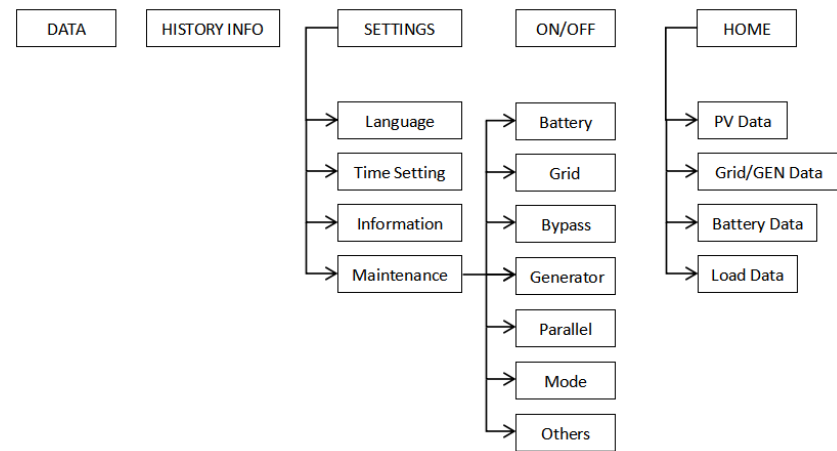 DATA
HISTORY INFO
SETTINGS
ON/OFF
HOME
Language
Time Setting
Information
Maintenance
Battery
Grid
Bypass
Generator
Parallel
Mode
Others
PV Data
Grid/GEN Data
Battery Data
Load Data